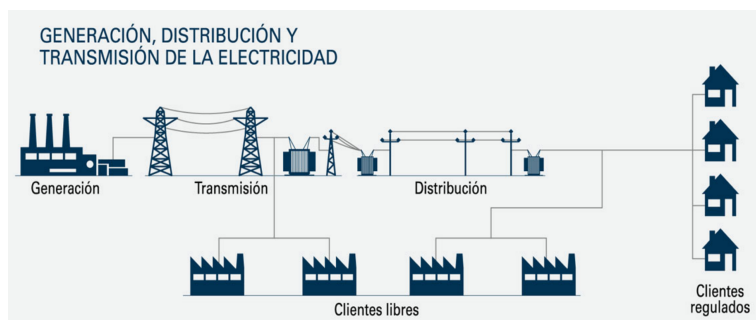 GENERACIÓN, DISTRIBUCIÓN Y
TRANSMISIÓN DE LA ELECTRICIDAD
Generación
Transmisión
Distribución
Clientes libres
Clientes
regulados